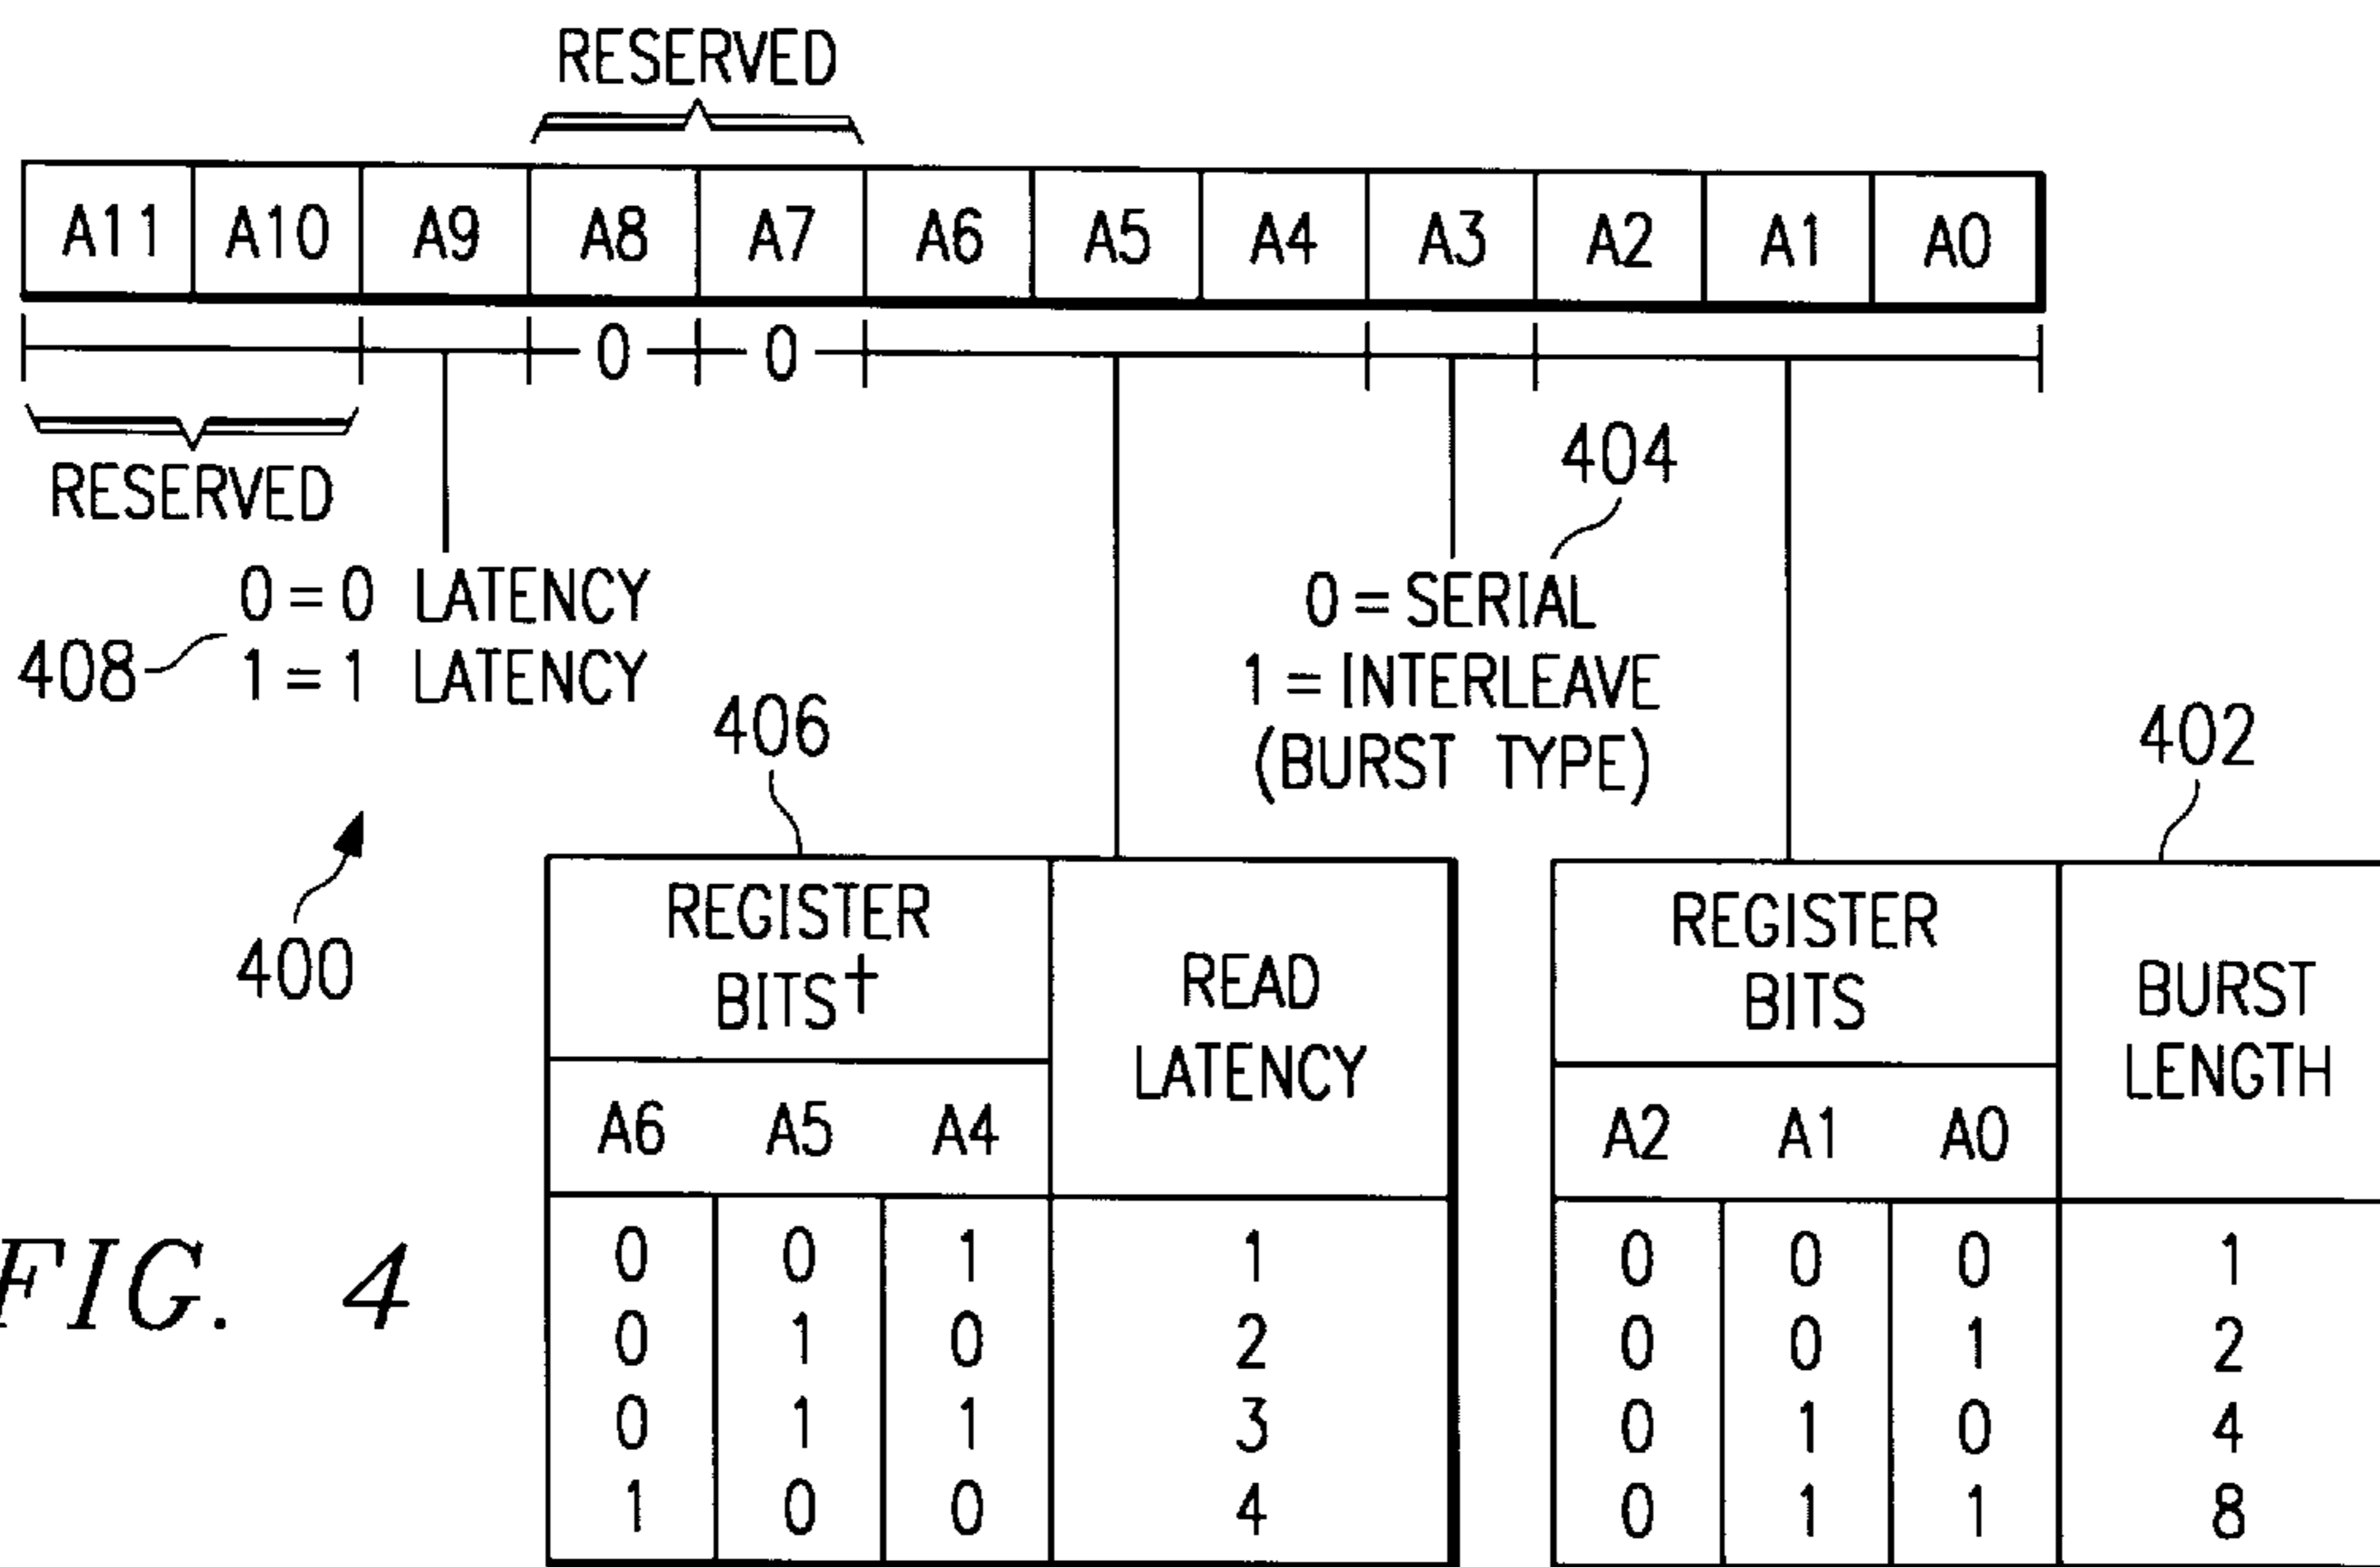 RESERVED
A11 A10 A9 A8 A7 A6 A5 A4 A3 A2 A1 A0
0 0
RESERVED
404
0 = 0 LATENCY
1 = 1 LATENCY
408
0 = SERIAL
1 = INTERLEAVE
(BURST TYPE)
406
402
400
REGISTER
BITS†
READ
LATENCY
A6 A5 A4
0 0 1 1
0 1 0 2
0 1 1 3
1 0 0 4
REGISTER
BITS
BURST
LENGTH
A2 A1 A0
0 0 0 1
0 0 1 2
0 1 0 4
0 1 1 8
FIG. 4